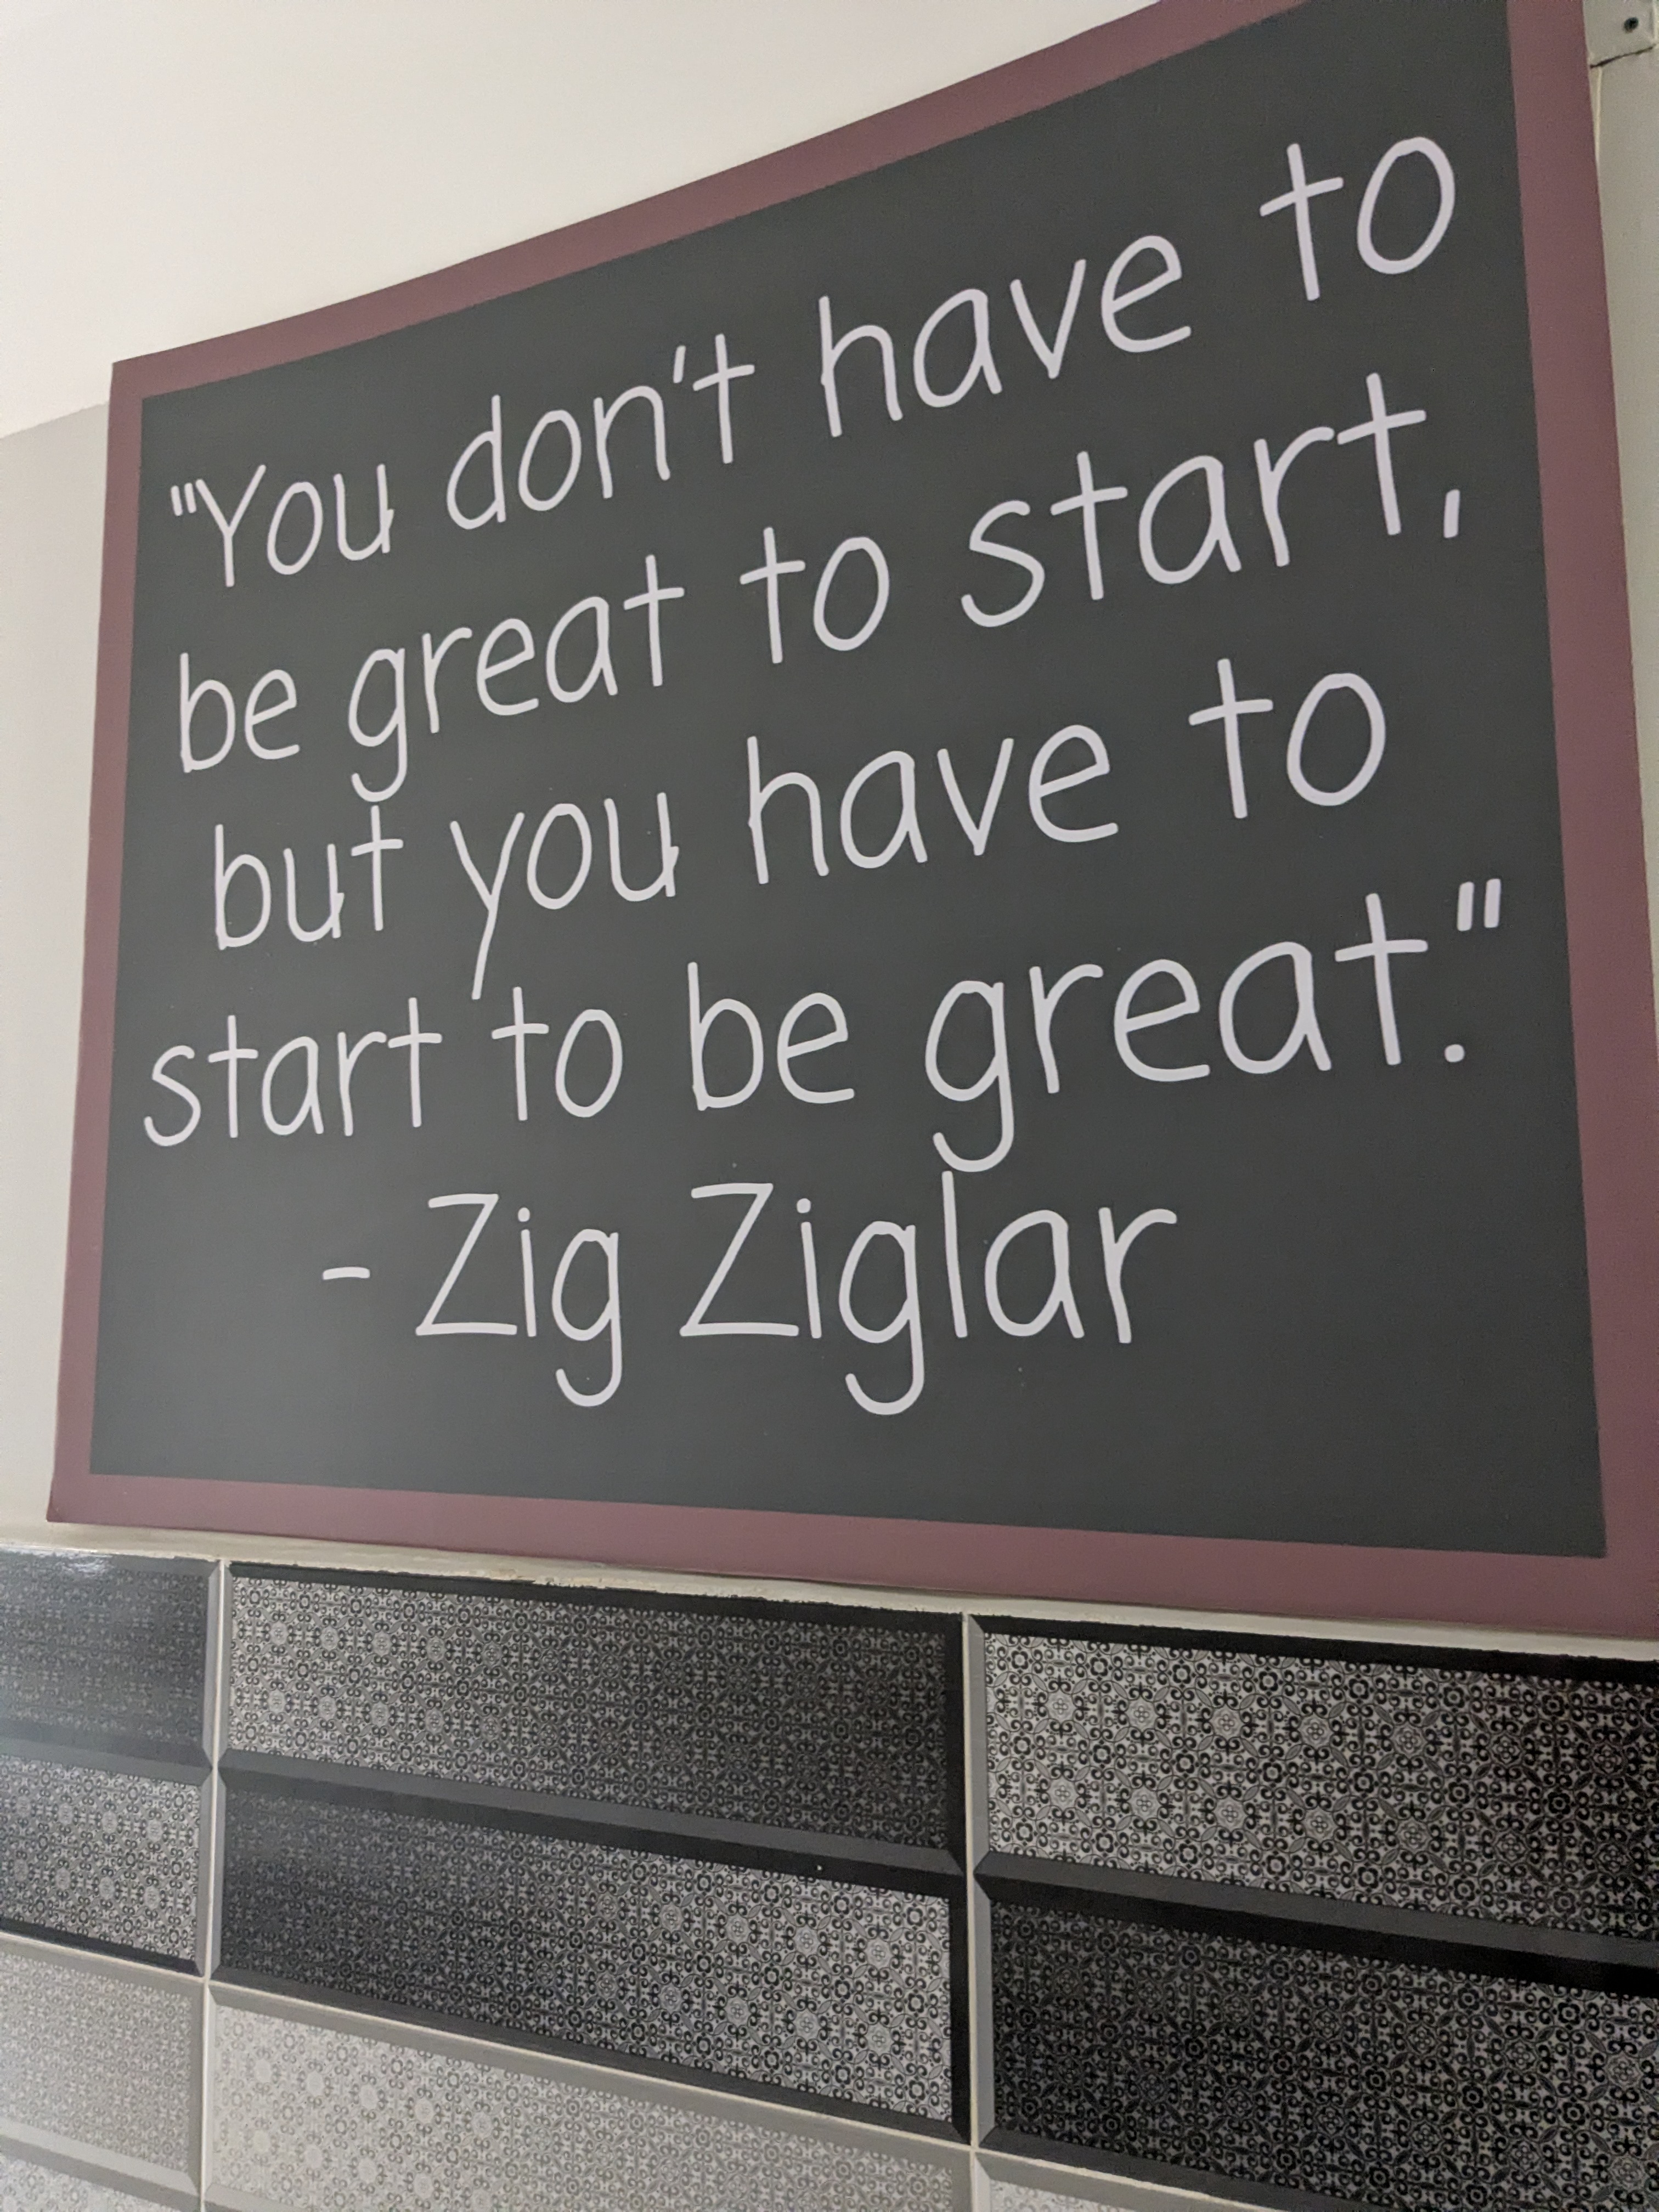 "You don't have to
be great to start,
but you have to
start to be great."
- Zig Ziglar